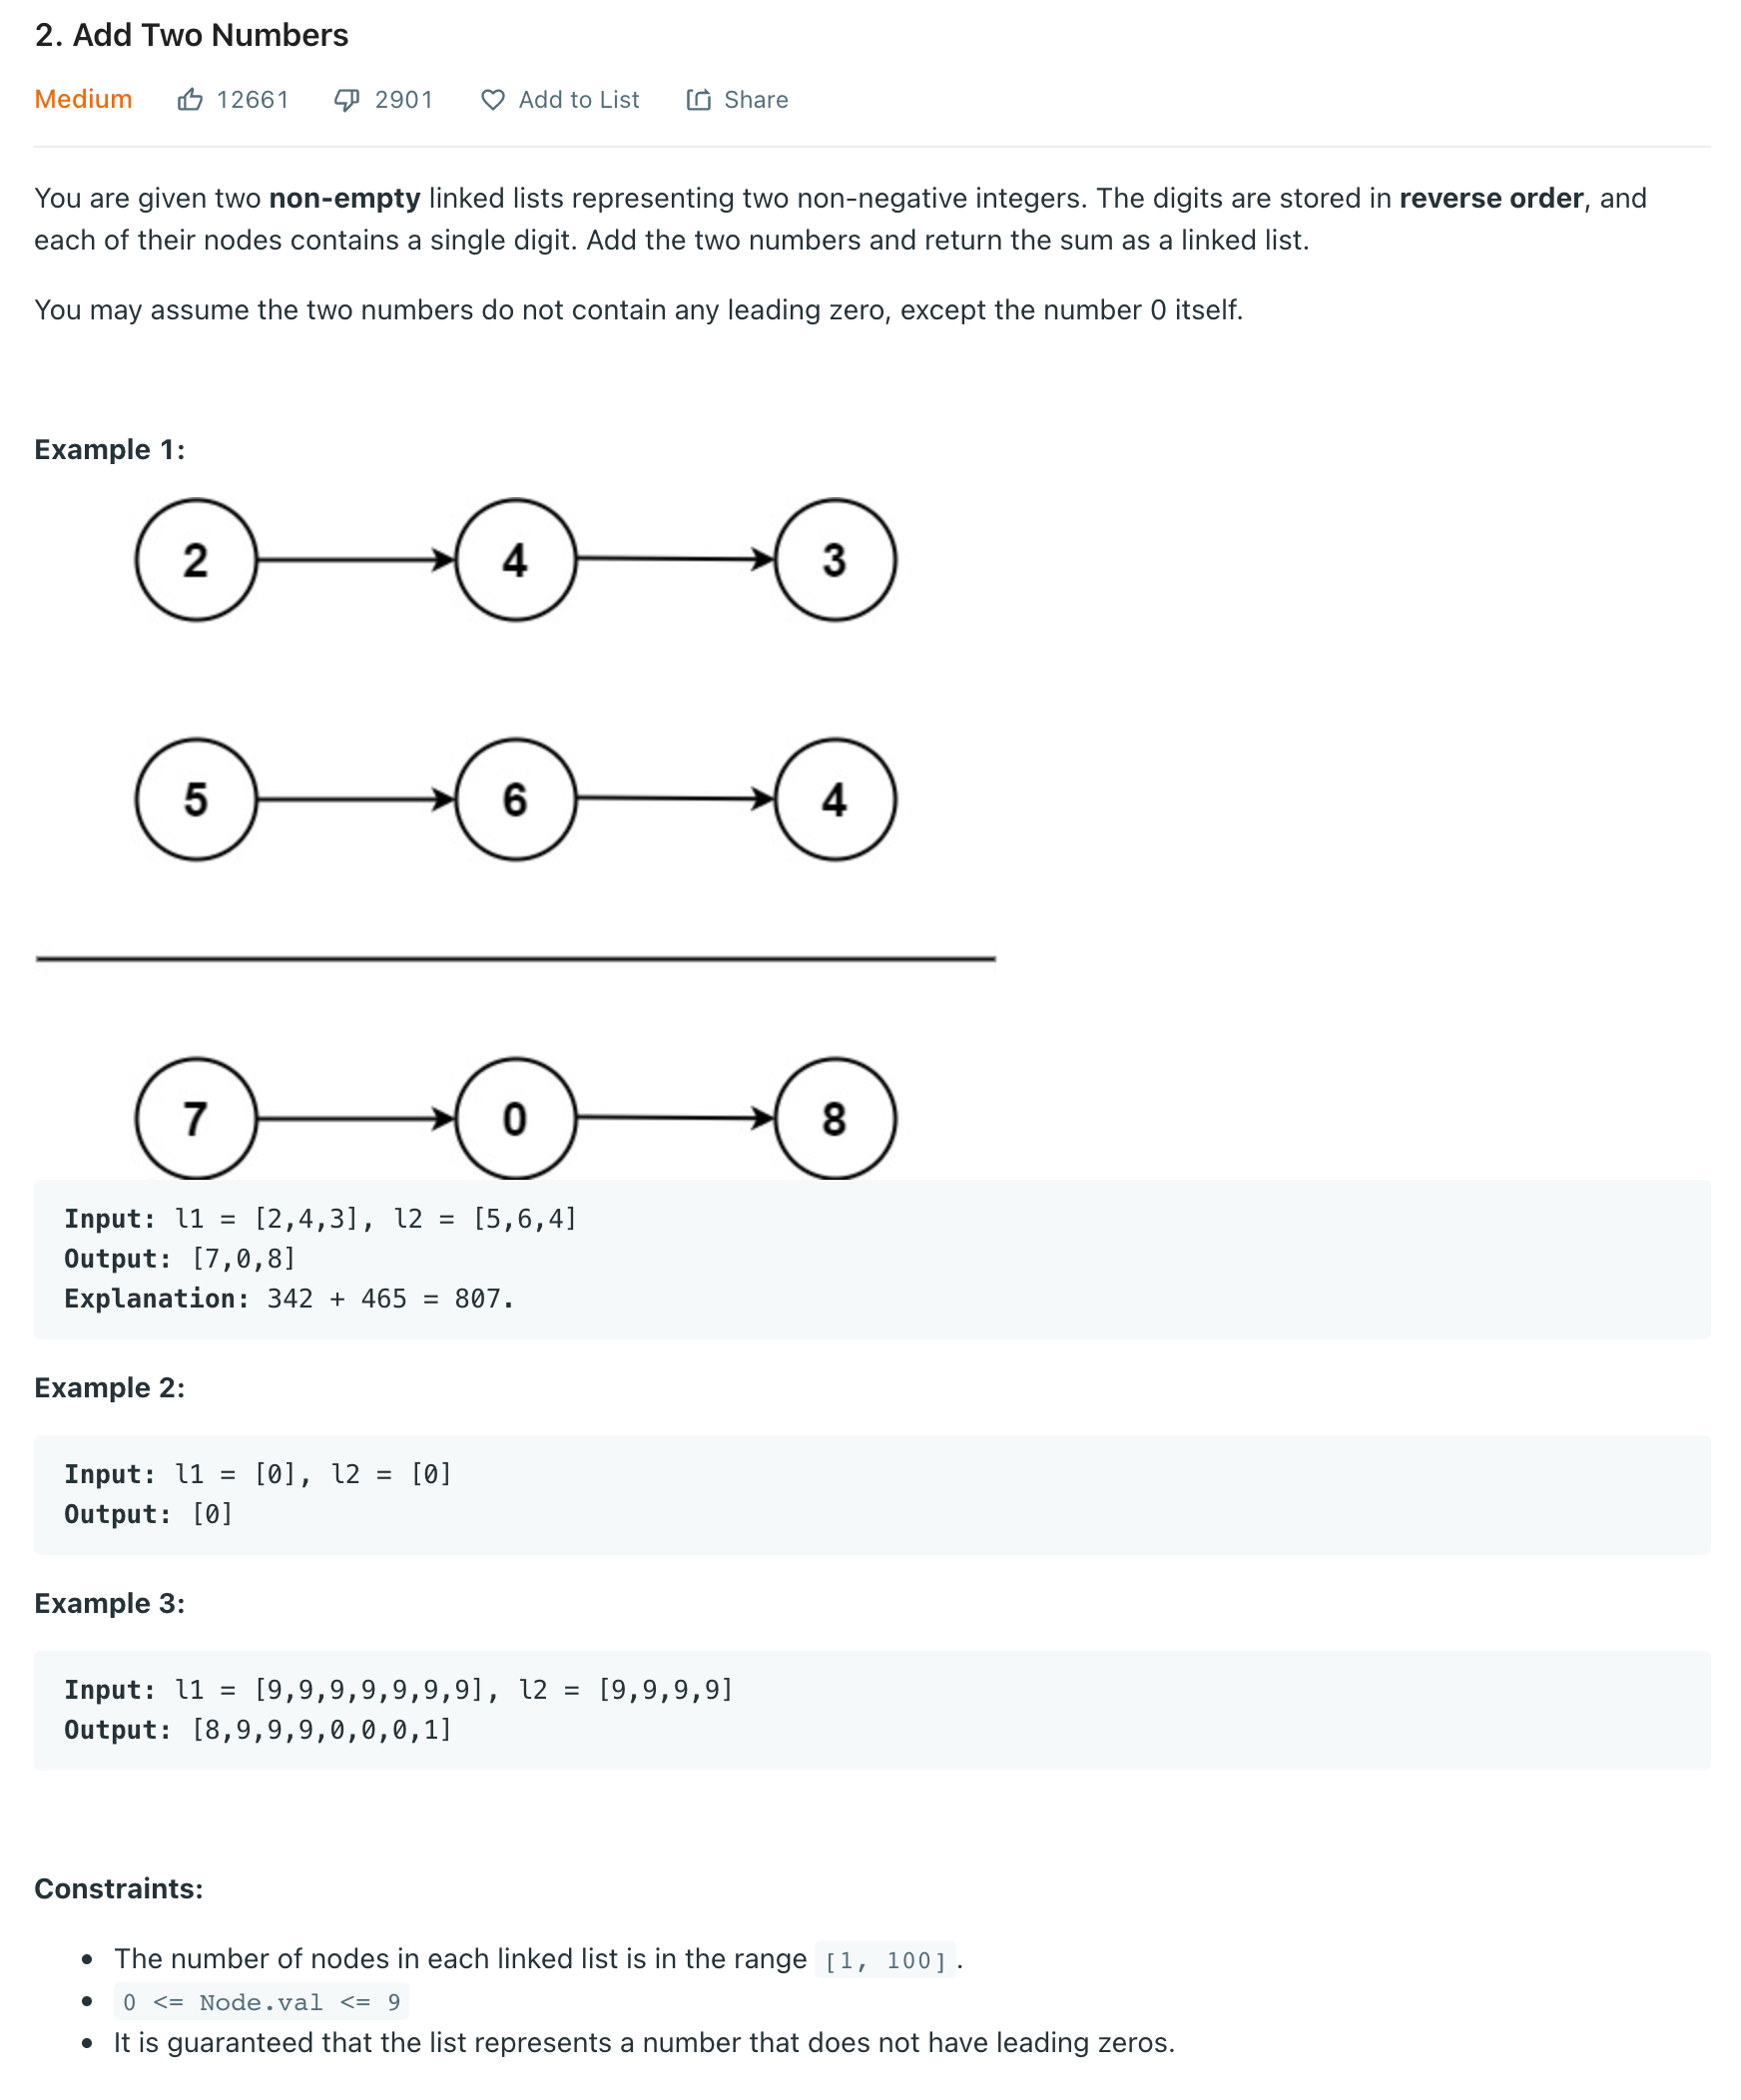 2. Add Two Numbers
Medium 12661 2901 Add to List Share
You are given two non-empty linked lists representing two non-negative integers. The digits are stored in reverse order, and
each of their nodes contains a single digit. Add the two numbers and return the sum as a linked list.
You may assume the two numbers do not contain any leading zero, except the number 0 itself.
Example 1:
2 4 3
5 6 4
7 0 8
Input: l1 = [2,4,3], l2 = [5,6,4]
Output: [7,0,8]
Explanation: 342 + 465 = 807.
Example 2:
Input: l1 = [0], l2 = [0]
Output: [0]
Example 3:
Input: l1 = [9,9,9,9,9,9,9], l2 = [9,9,9,9]
Output: [8,9,9,9,0,0,0,1]
Constraints:
• The number of nodes in each linked list is in the range [1, 100].
• 0 <= Node.val <= 9
• It is guaranteed that the list represents a number that does not have leading zeros.